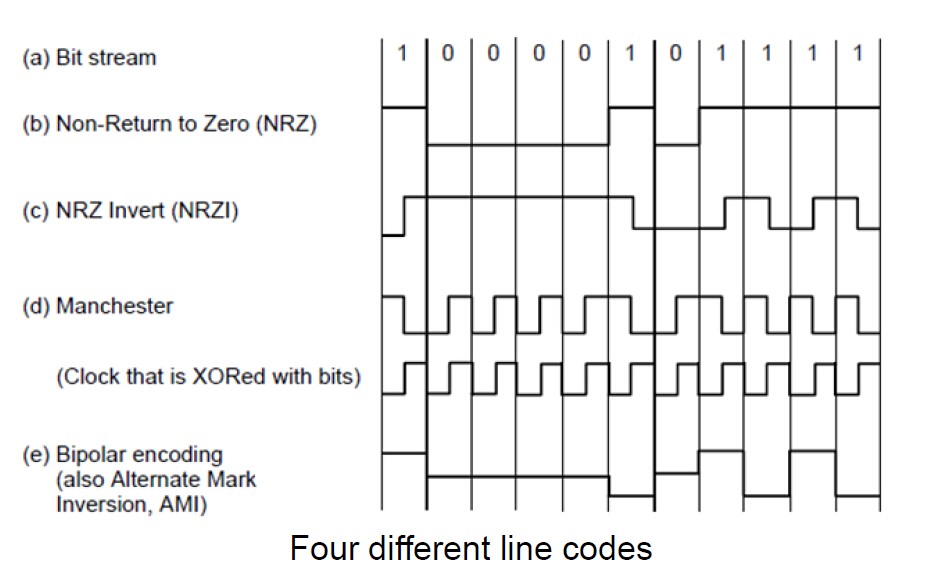 (a) Bit stream 1 0 0 0 0 1 0 1 1 1 1
(b) Non-Return to Zero (NRZ)
(c) NRZ Invert (NRZI)
(d) Manchester
(Clock that is XORed with bits)
(e) Bipolar encoding
(also Alternate Mark
Inversion, AMI)
Four different line codes